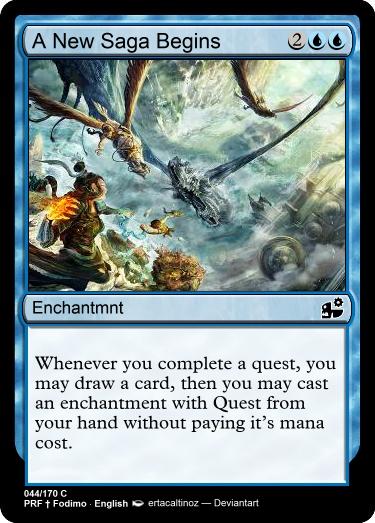 A New Saga Begins 2
Enchantmnt
Whenever you complete a quest, you
may draw a card, then you may cast
an enchantment with Quest from
your hand without paying it's mana
cost.
044/170 C
PRF † Fodimo · English ertacaltinoz — Deviantart